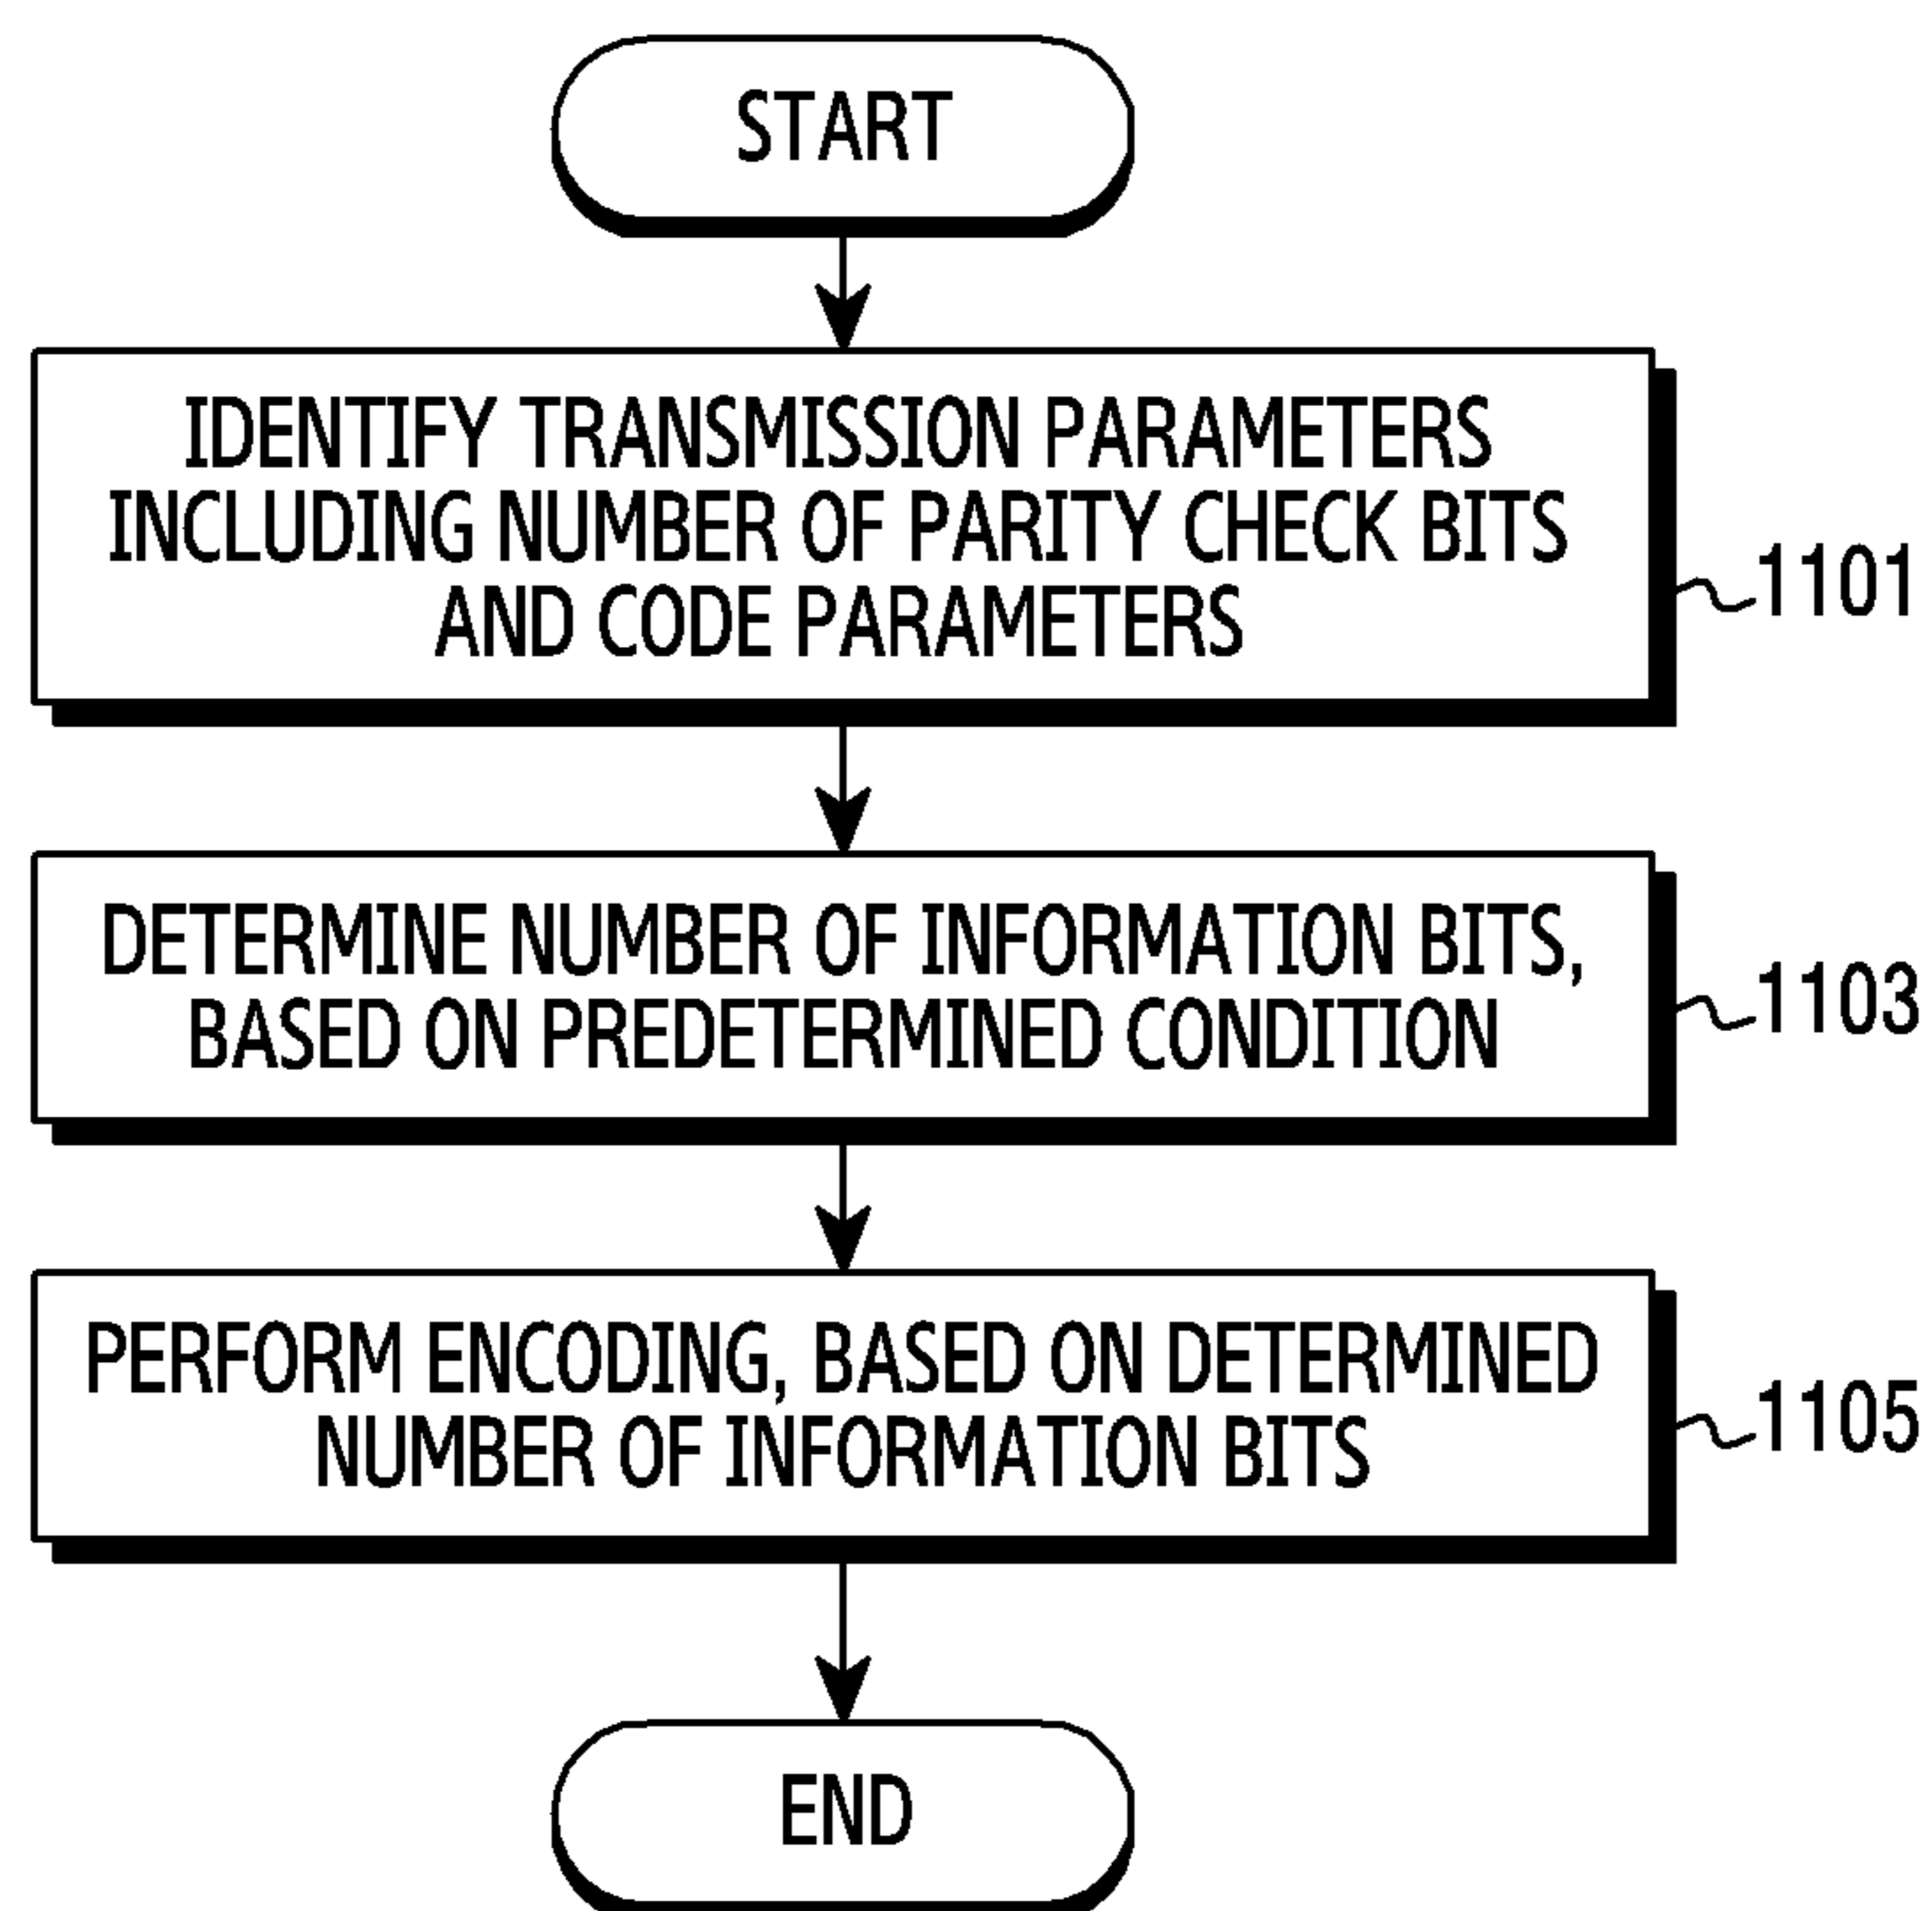 START
IDENTIFY TRANSMISSION PARAMETERS
INCLUDING NUMBER OF PARITY CHECK BITS
AND CODE PARAMETERS
1101
DETERMINE NUMBER OF INFORMATION BITS,
BASED ON PREDETERMINED CONDITION
1103
PERFORM ENCODING, BASED ON DETERMINED
NUMBER OF INFORMATION BITS
1105
END